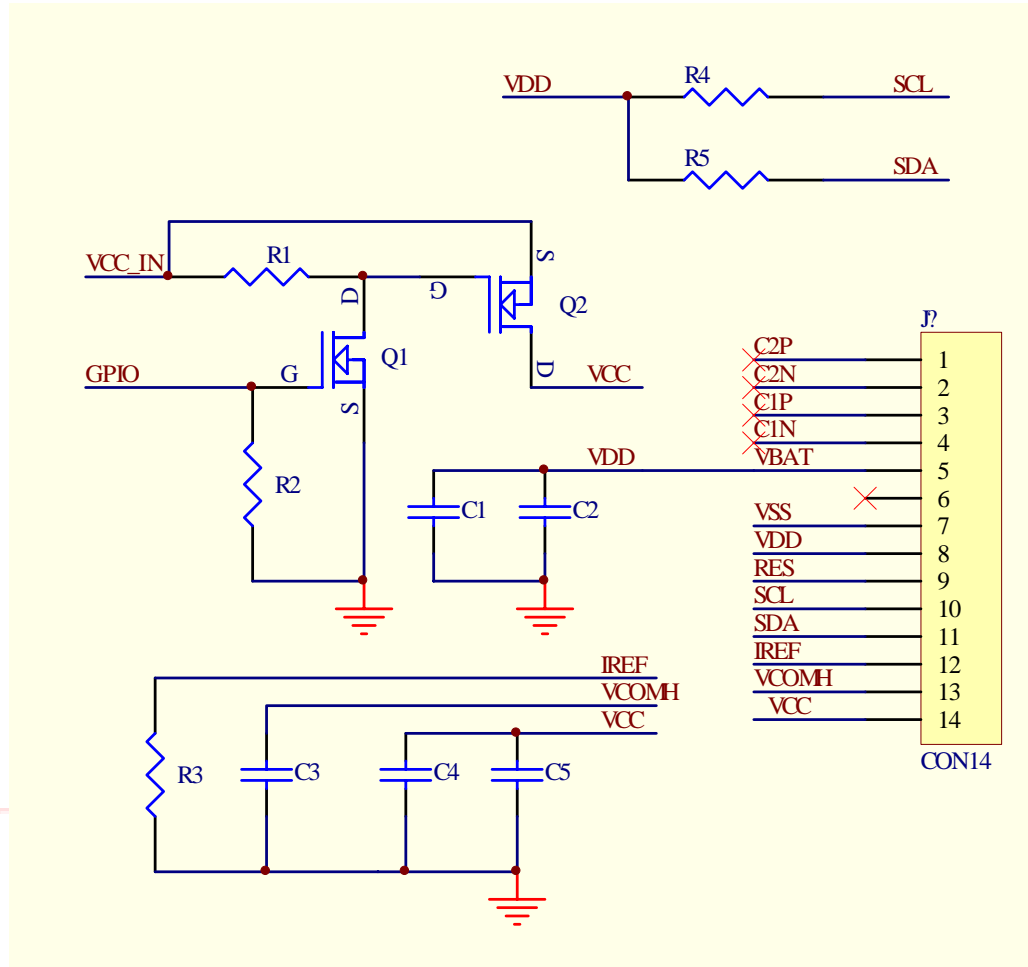 VDD
R4
SCL
R5
SDA
VCC_IN
R1
D
G
S
Q2
D
VCC
GPIO
G
Q1
S
R2
J?
C2P 1
C2N 2
C1P 3
C1N 4
VDD VBAT 5
6
VSS 7
VDD 8
RES 9
SCL 10
SDA 11
IREF 12
VCOMH 13
VCC 14
CON14
C1
C2
IREF
VCOMH
VCC
R3
C3
C4
C5